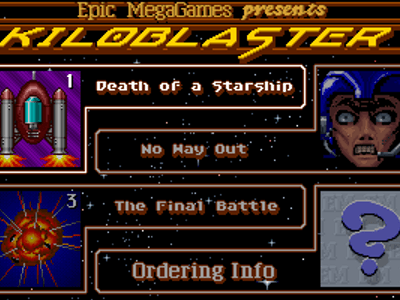 Epic MegaGames presents
KILOBLASTER
1
Death of a Starship
No Way Out
3
The Final Battle
Ordering Info
?